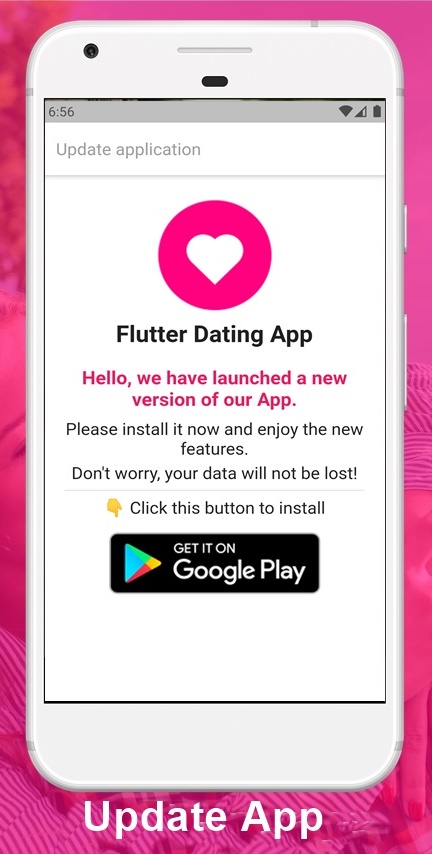 6:56
Update application
Flutter Dating App
Hello, we have launched a new
version of our App.
Please install it now and enjoy the new
features.
Don't worry, your data will not be lost!
👇 Click this button to install
GET IT ON
Google Play
Update App